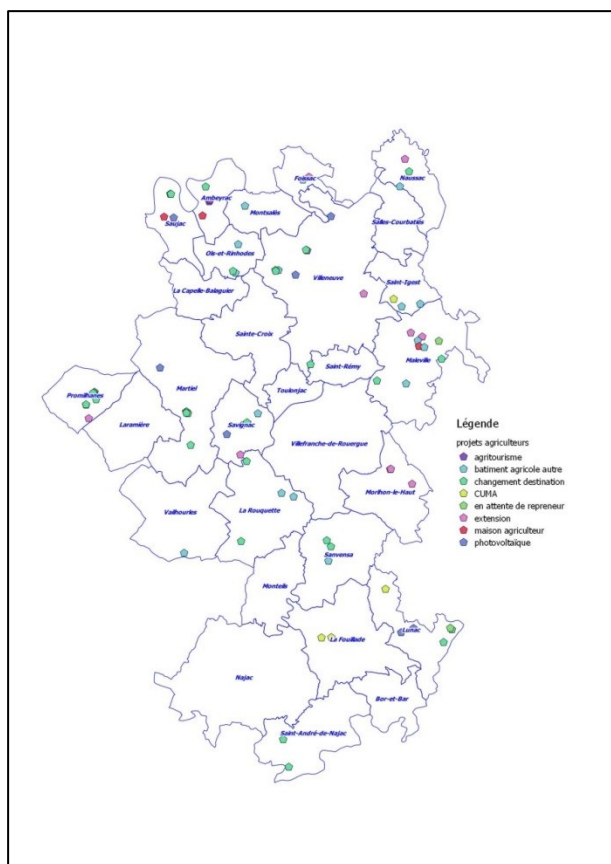 Foissac
Naussac
Ambeyrac
Montsalès
Saujac
Salles-Courbatiès
Ols-et-Rinhodes
Villeneuve
La Capelle-Balaguier
Saint-Igest
Sainte-Croix
Maleville
Saint-Rémy
Martiel
Promilhanes
Toulonjac
Laramière
Savignac
Légende
Villefranche-de-Rouergue
projets agriculteurs
agritourisme
batiment agricole autre
changement destination
CUMA
en attente de repreneur
extension
maison agriculteur
photovoltaïque
Morlhon-le-Haut
Vailhourles
La Rouquette
Sanvensa
Monteils
Lunac
La Fouillade
Najac
Bor-et-Bar
Saint-André-de-Najac